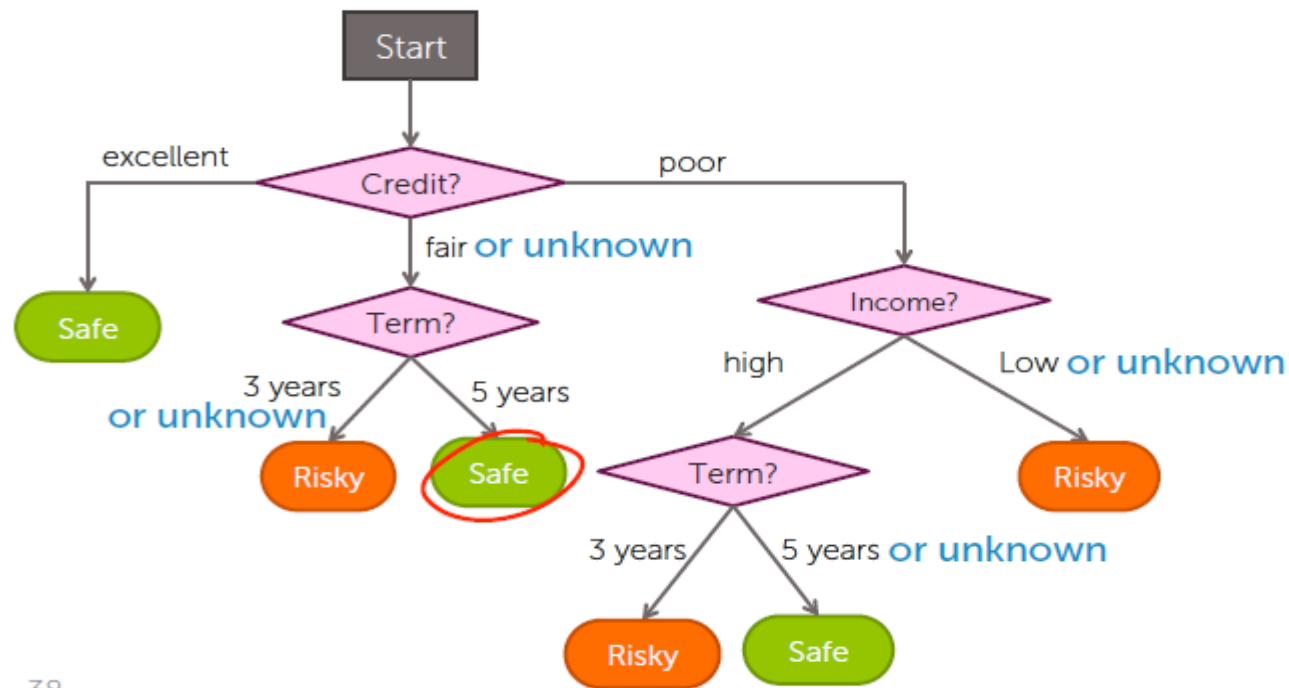 Start
excellent
Credit?
poor
fair or unknown
Safe
Term?
Income?
3 years
or unknown
5 years
high
Low or unknown
Risky
Safe
Term?
Risky
3 years
5 years or unknown
Risky
Safe